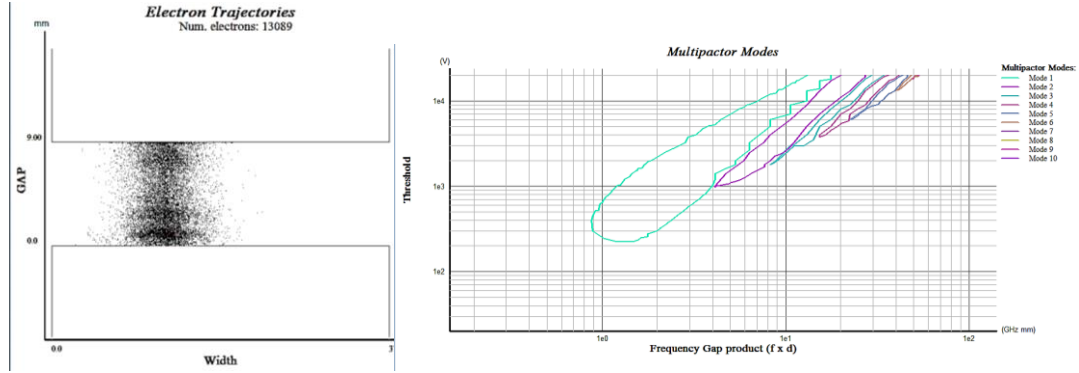 Electron Trajectories
Num. electrons: 13089
mm
9.00
GAP
0.0
0.0
Width
Multipactor Modes
(V)
1e4
1e3
1e2
Threshold
1e0
1e1
1e2
(GHz mm)
Frequency Gap product (f x d)
Multipactor Modes:
Mode 1
Mode 2
Mode 3
Mode 4
Mode 5
Mode 6
Mode 7
Mode 8
Mode 9
Mode 10